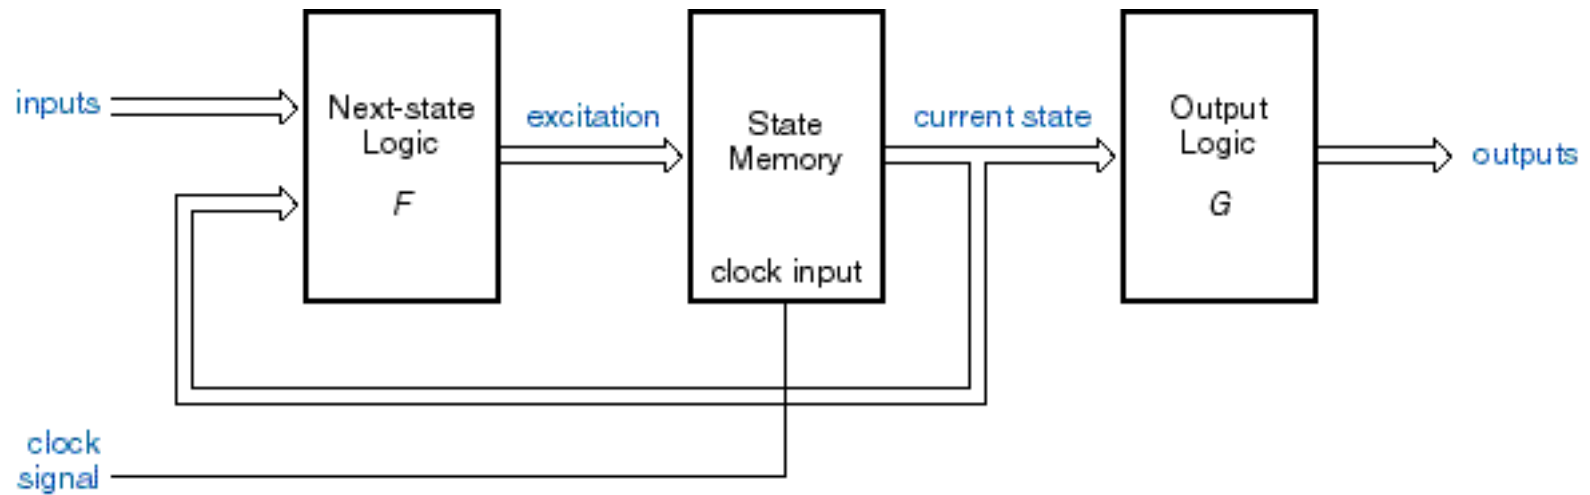 inputs
Next-state
Logic
F
excitation
State
Memory
clock input
current state
Output
Logic
G
outputs
clock
signal